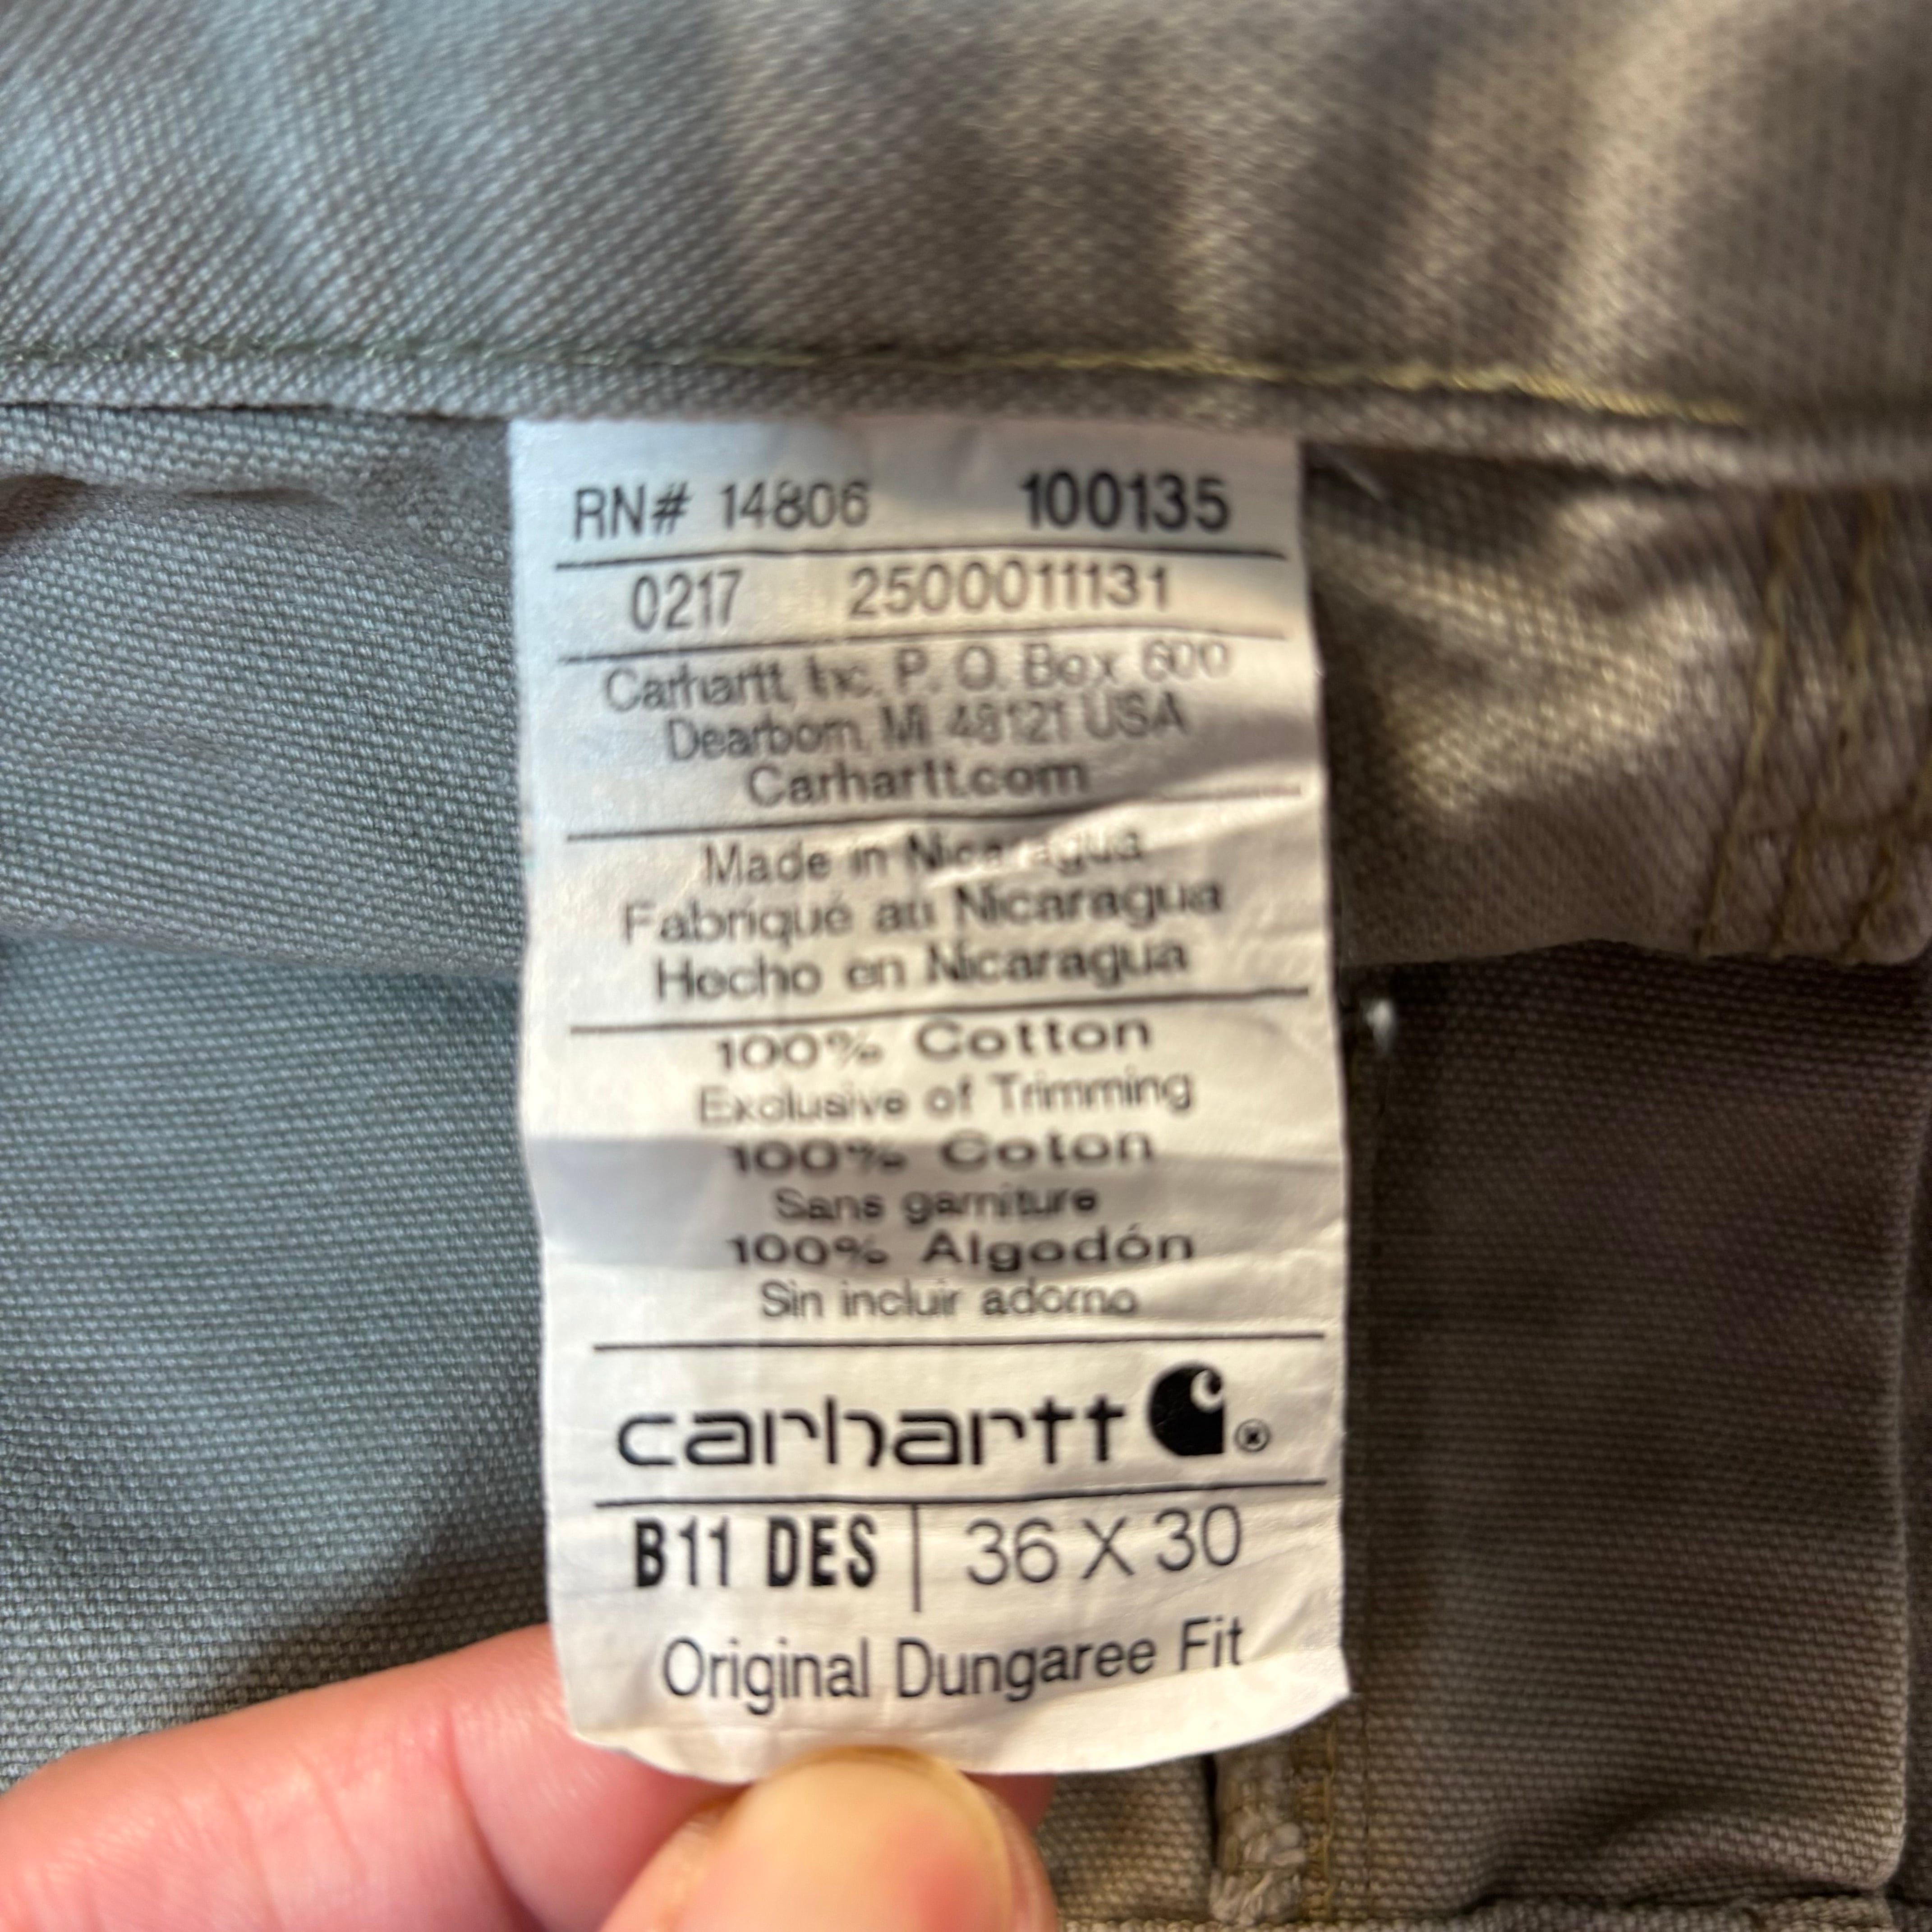 RN# 14806 100135
0217 2500011131
Carhartt, Inc. P. O. Box 600
Dearborn, MI 48121 USA
Carhartt.com
Made in Nicaragua
Fabriqué au Nicaragua
Hecho en Nicaragua
100% Cotton
Exclusive of Trimming
100% Coton
Sans garniture
100% Algodón
Sin incluir adorno
carhartt ®
B11 DES | 36 X 30
Original Dungaree Fit